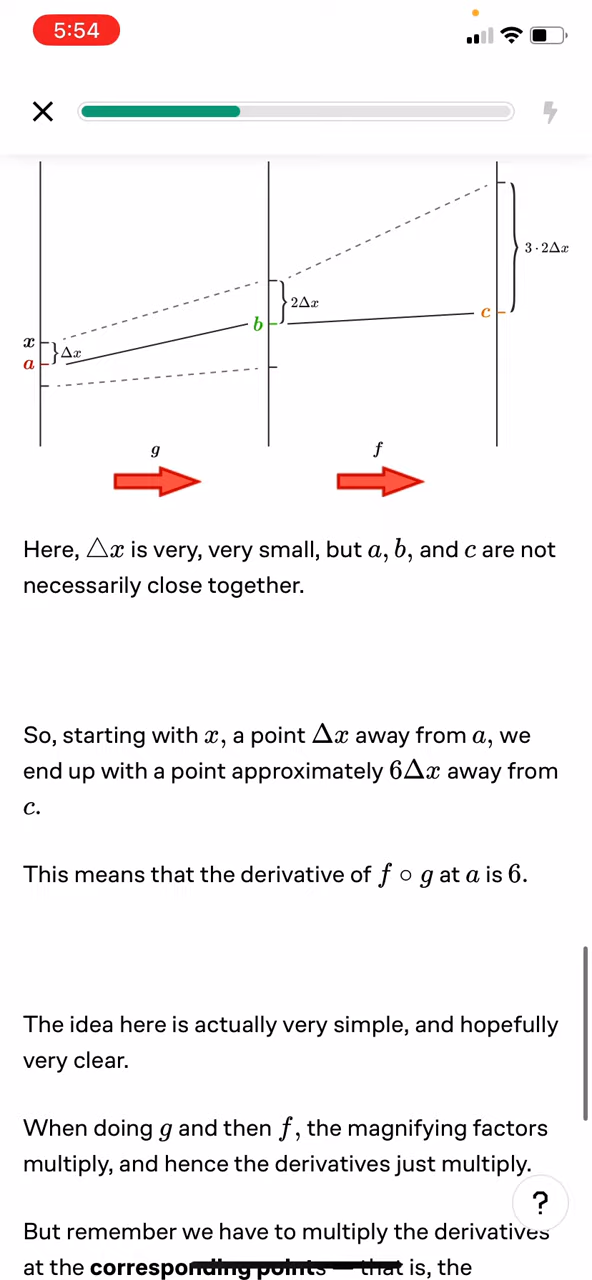 5:54
3·2Δx
2Δx
c
b
x
Δx
a
g
f
Here, △x is very, very small, but a, b, and c are not
necessarily close together.
So, starting with x, a point Δx away from a, we
end up with a point approximately 6Δx away from
c.
This means that the derivative of f ∘ g at a is 6.
The idea here is actually very simple, and hopefully
very clear.
When doing g and then f, the magnifying factors
multiply, and hence the derivatives just multiply.
?
But remember we have to multiply the derivatives
at the corresponding points — that is, the